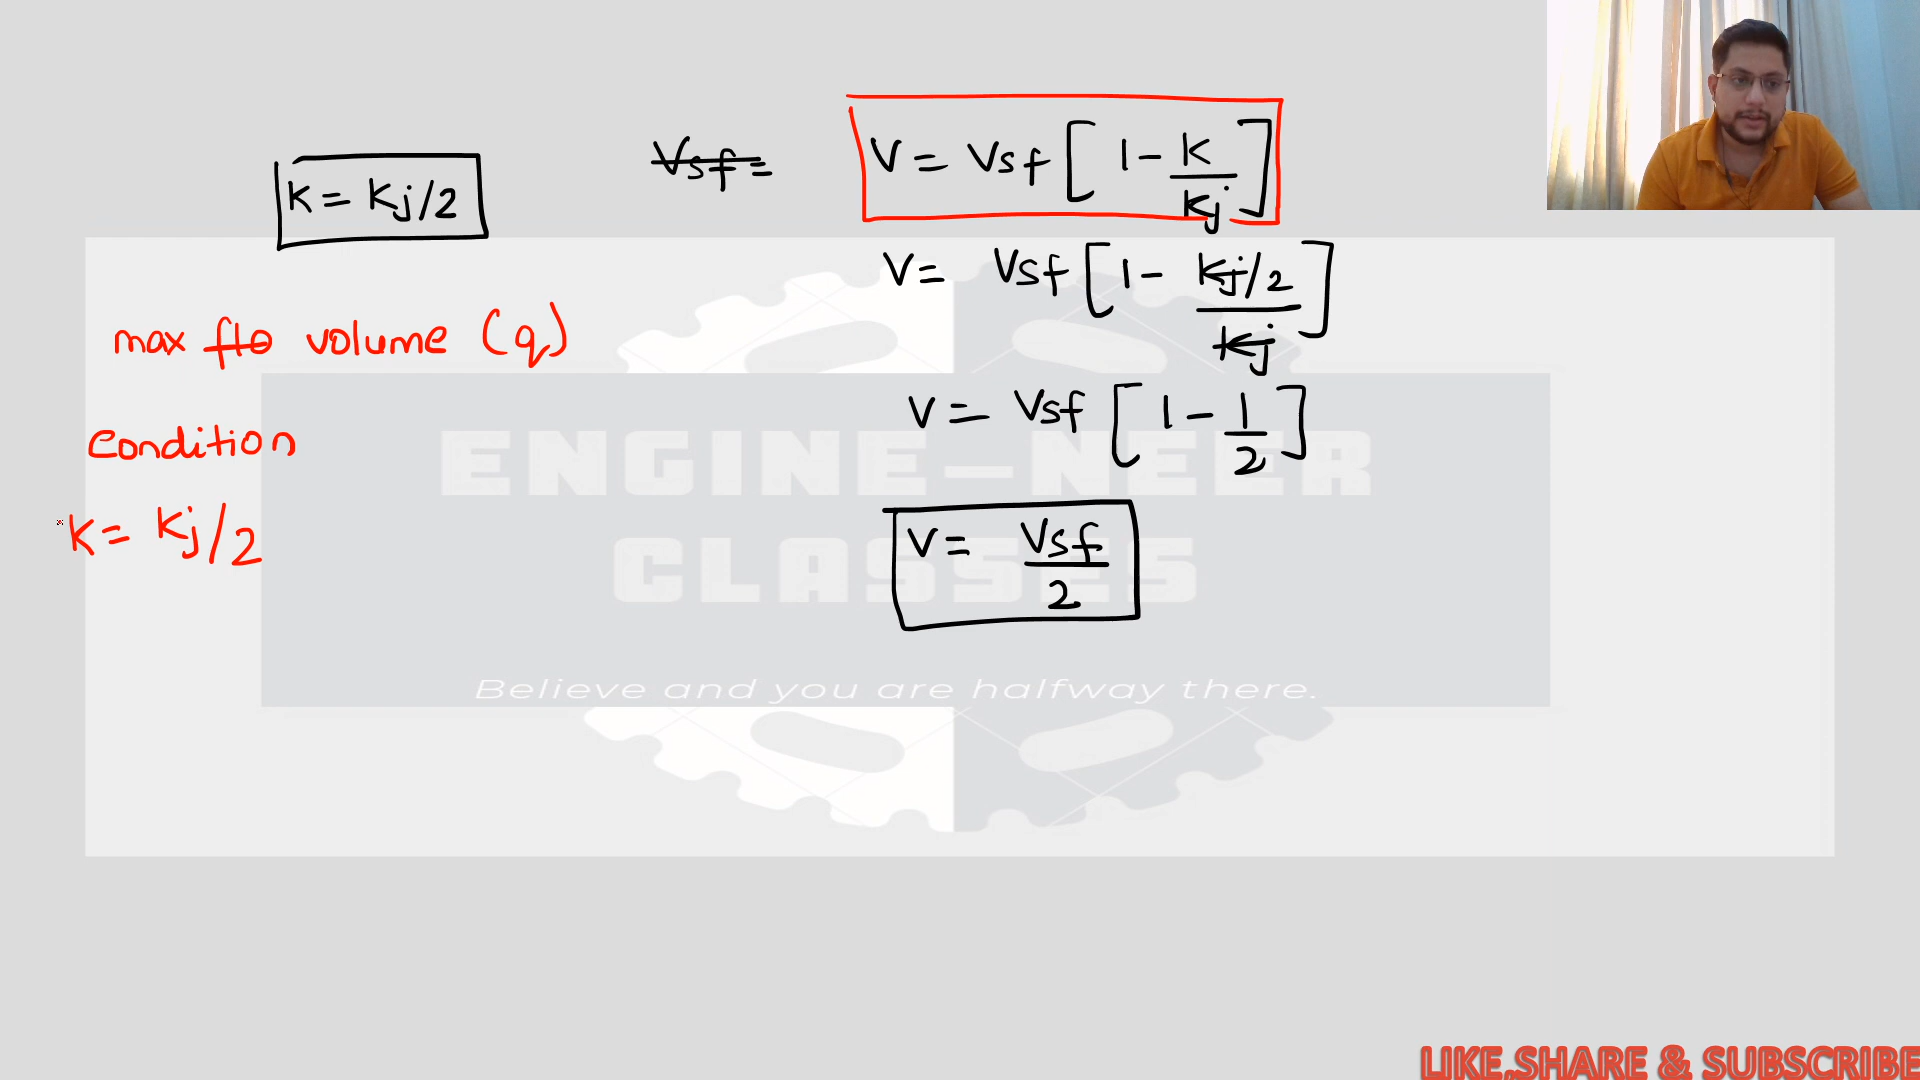 K = Kj/2
Vsf =
V = Vsf [ 1 - K/Kj ]
V = Vsf [ 1 - Kj/2 / Kj ]
max flo volume (q)
V = Vsf [ 1 - 1/2 ]
condition
K = Kj/2
V = Vsf/2
ENGINE-NEER
CLASSES
Believe and you are halfway there.
LIKE,SHARE & SUBSCRIBE